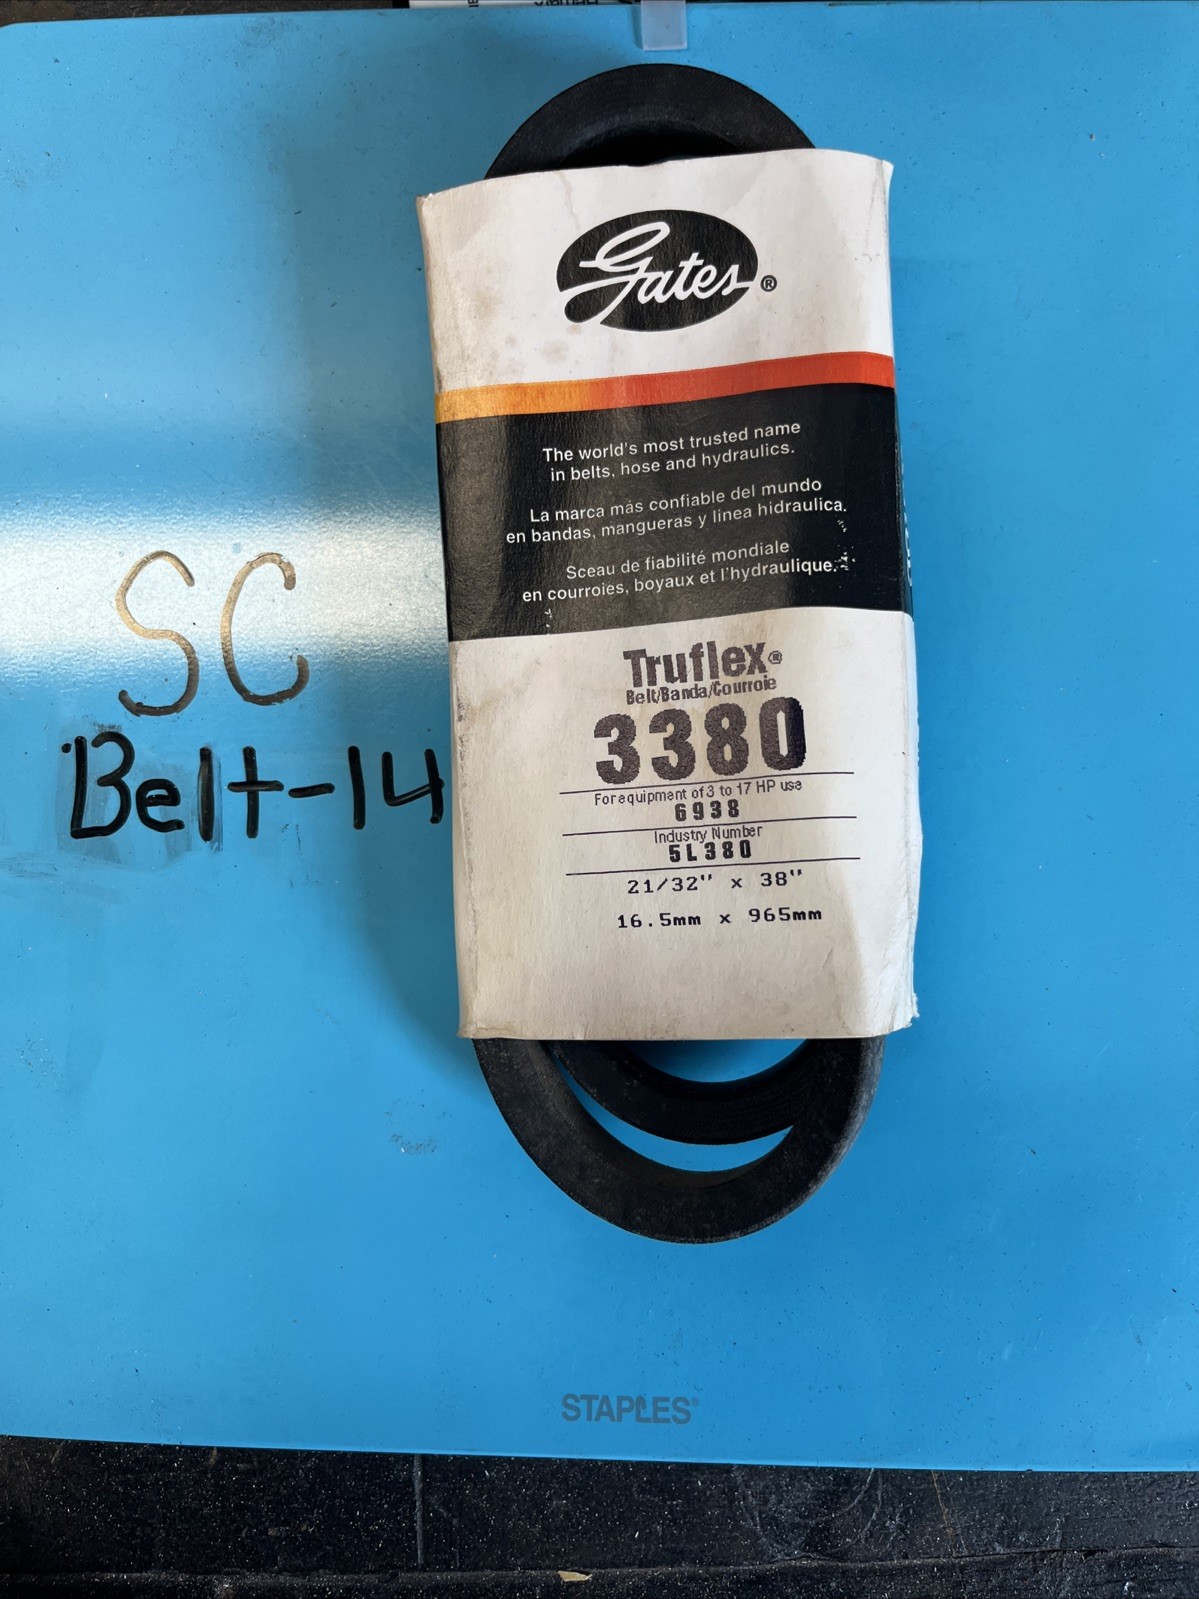 Gates®
The world's most trusted name
in belts, hose and hydraulics.
La marca más confiable del mundo
en bandas, mangueras y linea hidraulica.
Sceau de fiabilité mondiale
en courroies, boyaux et l'hydraulique.
Truflex®
Belt/Banda/Courroie
3380
For equipment of 3 to 17 HP use
6938
Industry Number
5L380
21/32" x 38"
16.5mm x 965mm
SC
Belt-14
STAPLES®